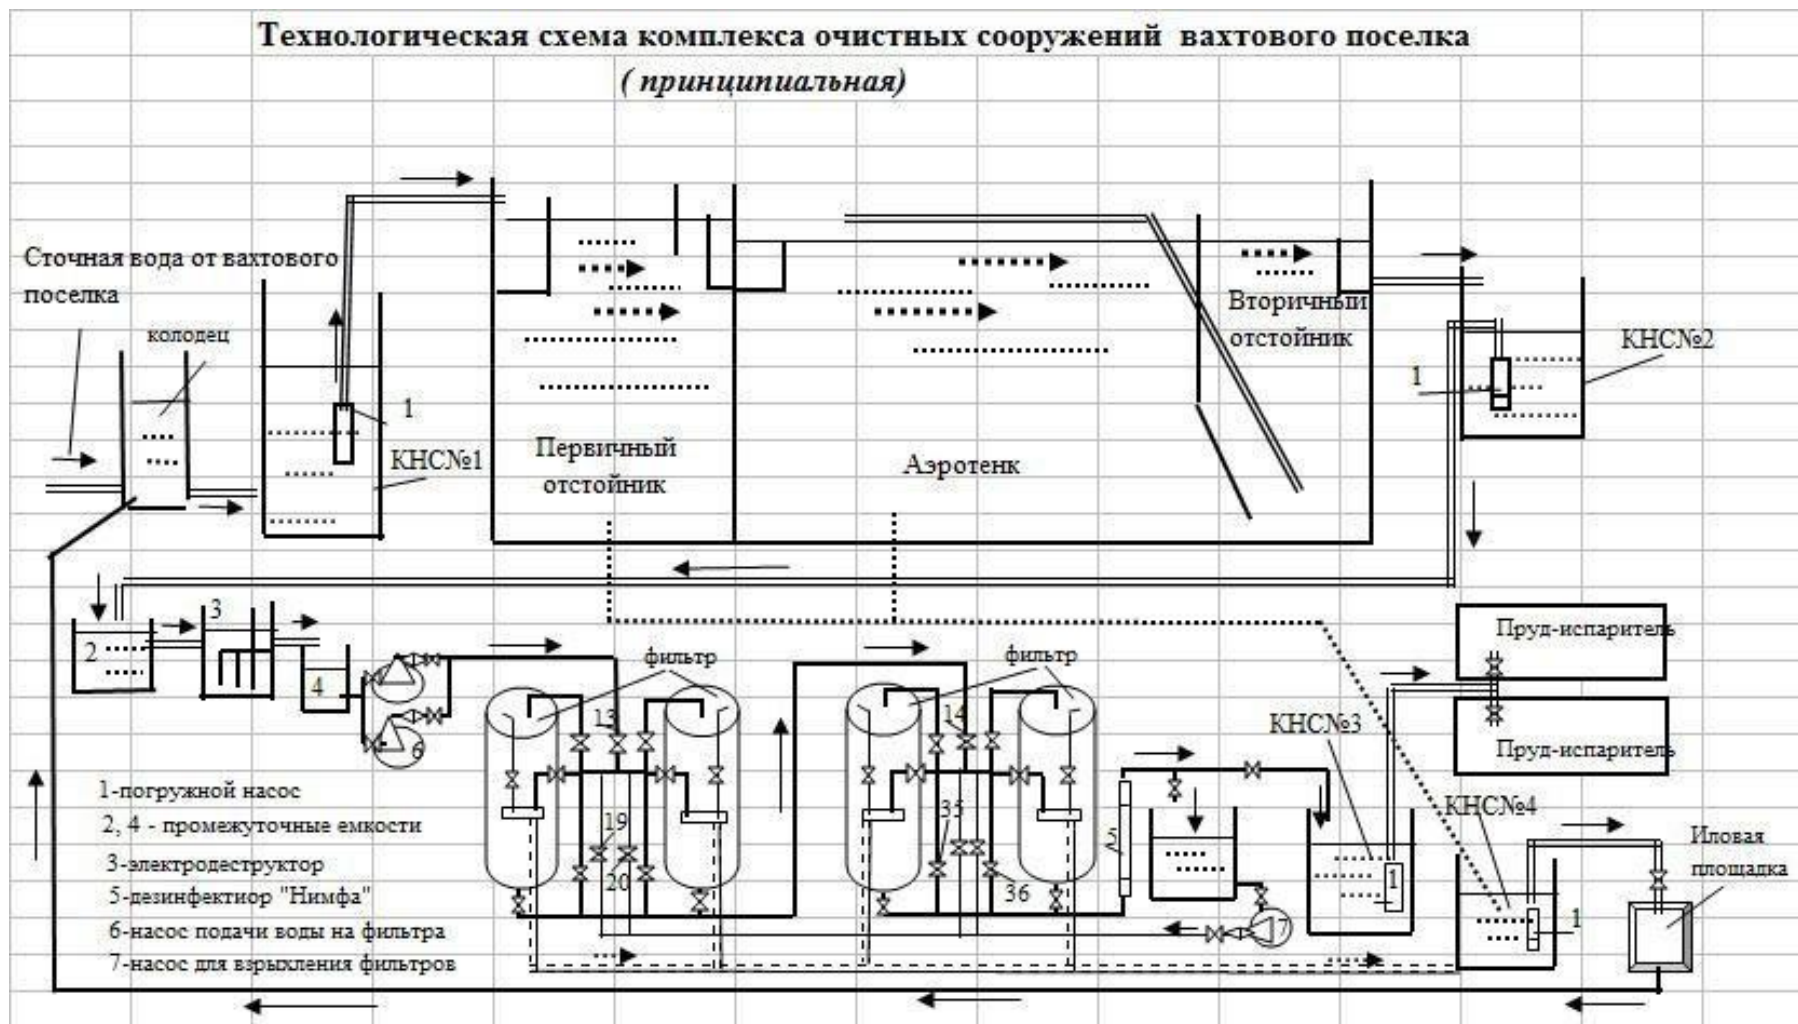 Технологическая схема комплекса очистных сооружений вахтового поселка
( принципиальная)
Сточная вода от вахтового
поселка
колодец
1
КНС№1
Первичный
отстойник
Аэротенк
Вторичный
отстойник
КНС№2
1
2
3
4
6
фильтр
13
19
20
фильтр
14
35
36
5
7
КНС№3
1
Пруд-испаритель
Пруд-испаритель
КНС№4
1
Иловая
площадка
1-погружной насос
2, 4 - промежуточные емкости
3-электродеструктор
5-дезинфектиор "Нимфа"
6-насос подачи воды на фильтра
7-насос для взрыхления фильтров